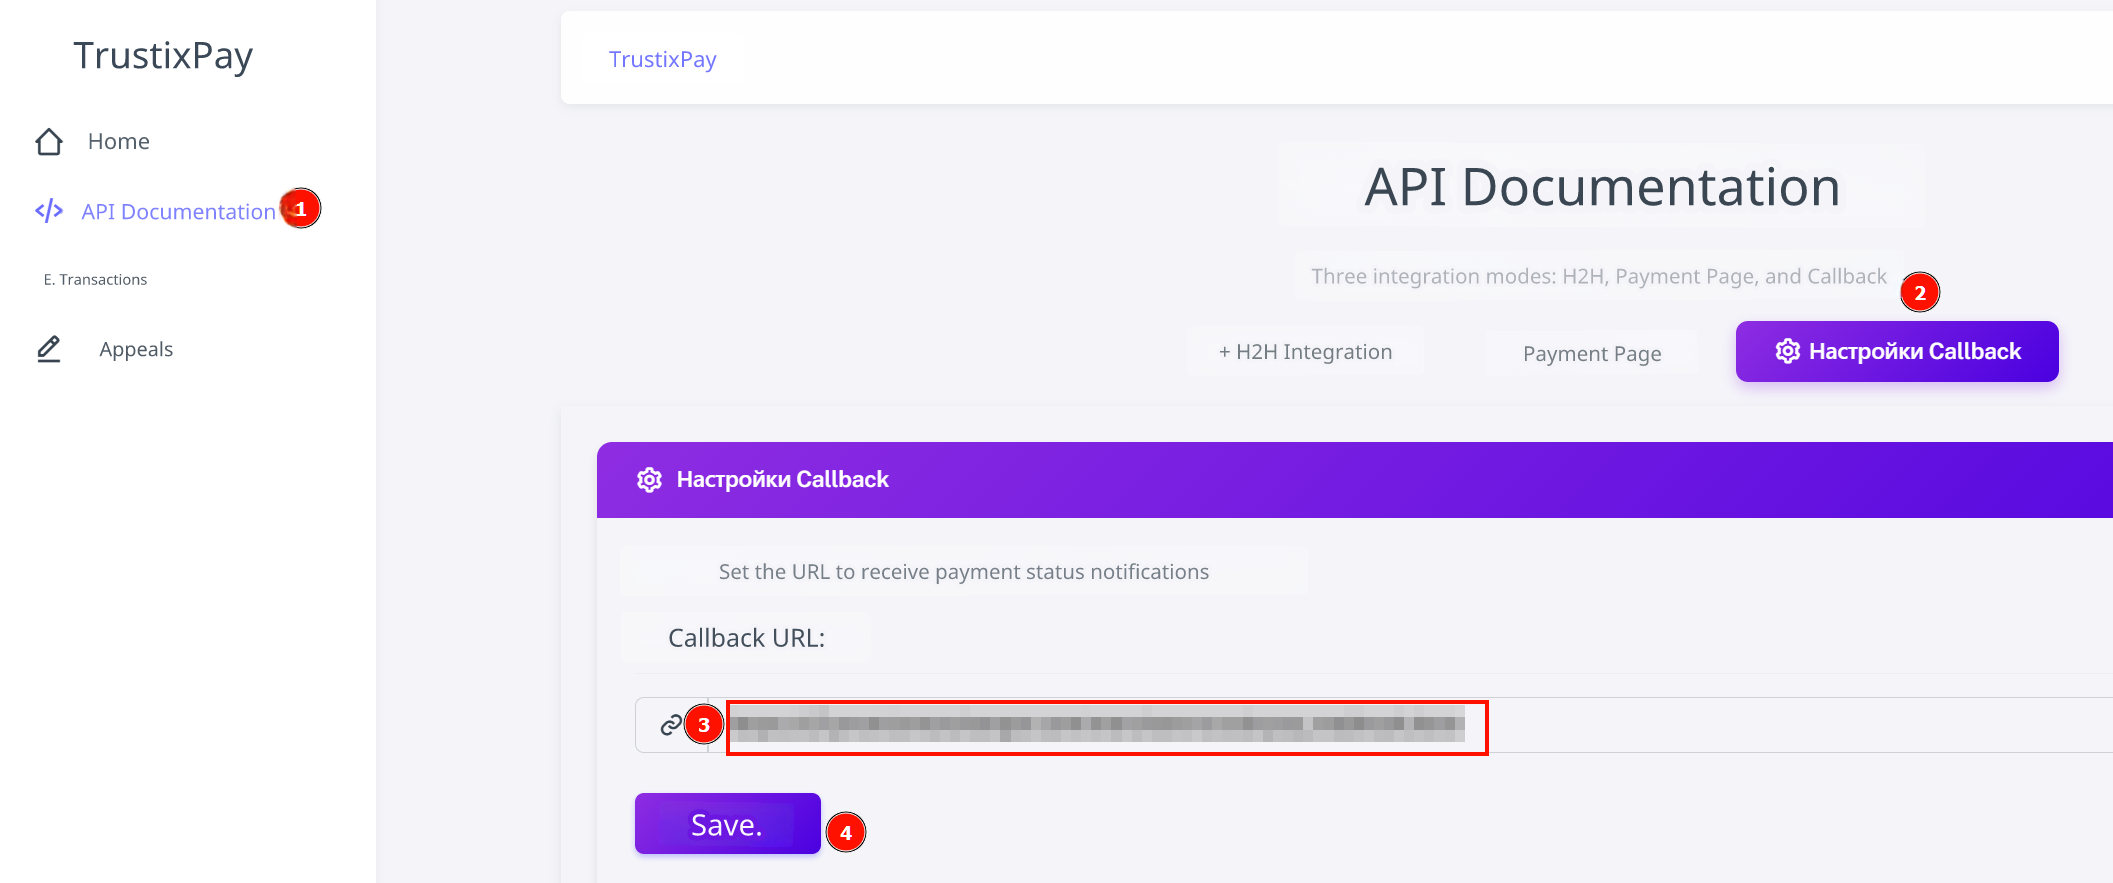 TrustixPay
Home
API Documentation
1
E. Transactions
Appeals
TrustixPay
API Documentation
Three integration modes: H2H, Payment Page, and Callback
2
+ H2H Integration
Payment Page
Настройки Callback
Настройки Callback
Set the URL to receive payment status notifications
Callback URL:
3
Save.
4